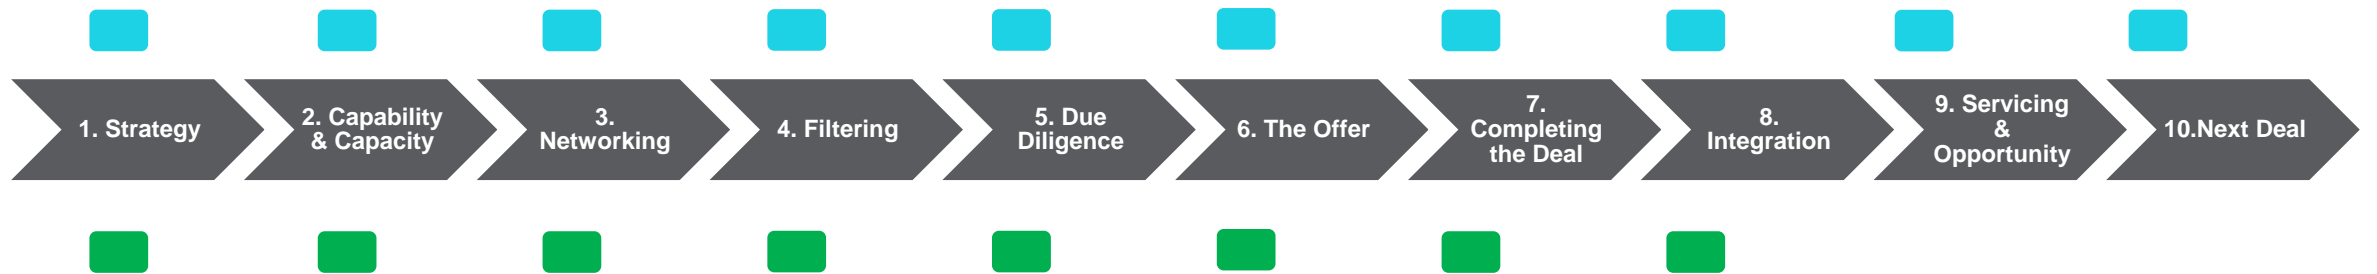 1. Strategy
2. Capability
& Capacity
3.
Networking
4. Filtering
5. Due
Diligence
6. The Offer
7.
Completing
the Deal
8.
Integration
9. Servicing
&
Opportunity
10.Next Deal